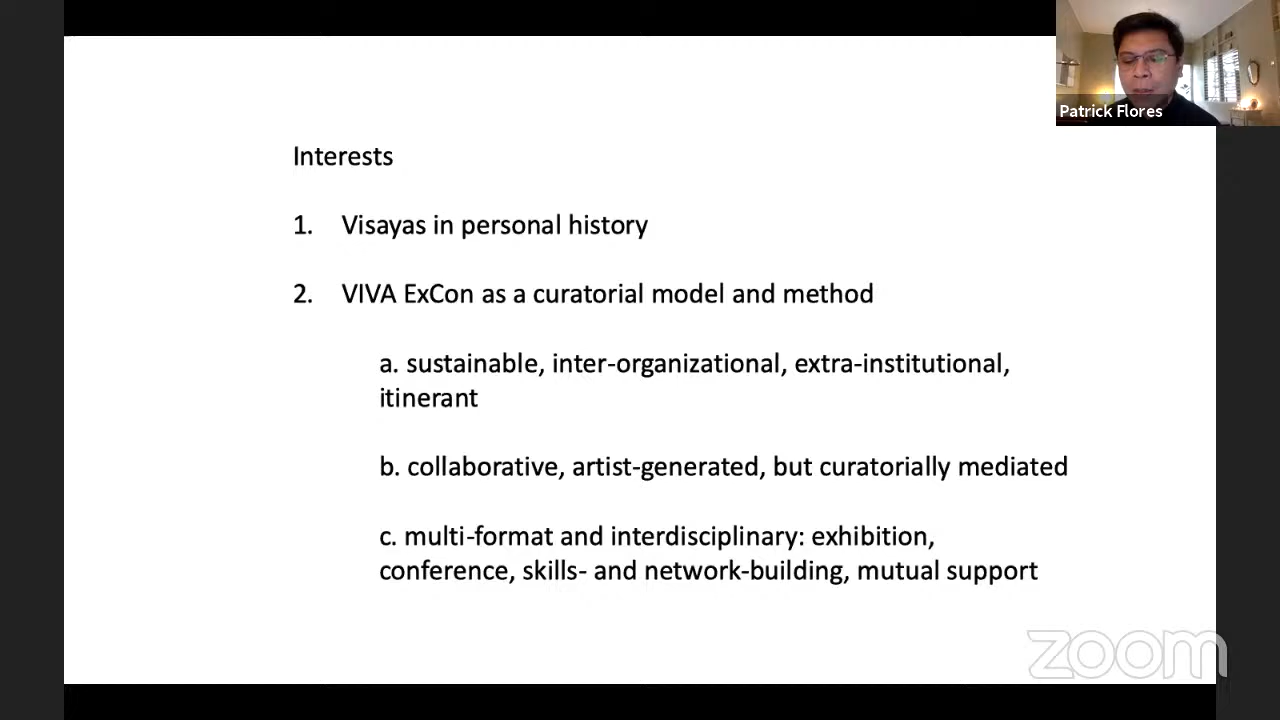 Patrick Flores
Interests
1. Visayas in personal history
2. VIVA ExCon as a curatorial model and method
a. sustainable, inter-organizational, extra-institutional,
itinerant
b. collaborative, artist-generated, but curatorially mediated
c. multi-format and interdisciplinary: exhibition,
conference, skills- and network-building, mutual support
zoom